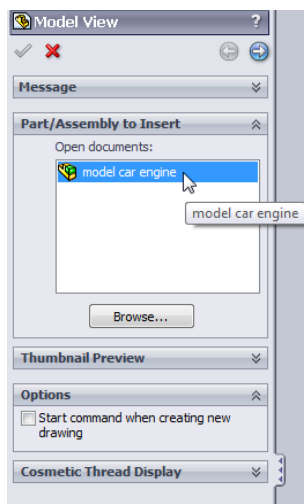 Model View ?
Message
Part/Assembly to Insert
Open documents:
model car engine
model car engine
Browse...
Thumbnail Preview
Options
Start command when creating new
drawing
Cosmetic Thread Display